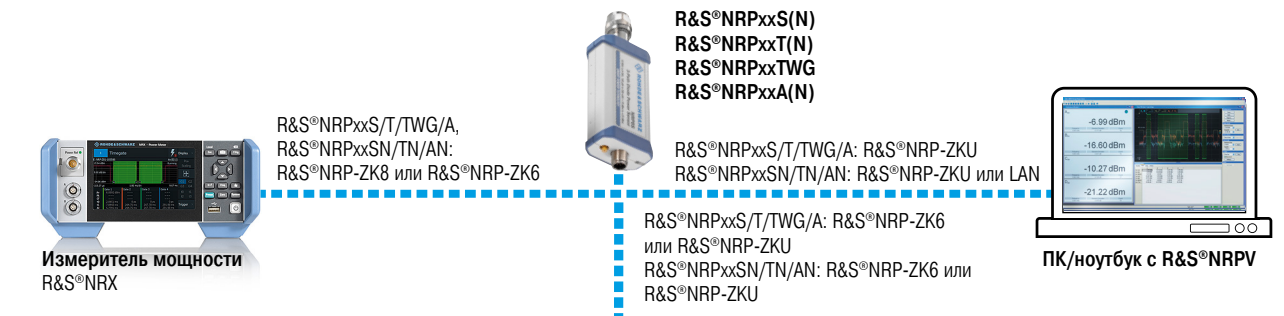 R&S®NRPxxS(N)
R&S®NRPxxT(N)
R&S®NRPxxTWG
R&S®NRPxxA(N)
R&S®NRPxxS/T/TWG/A,
R&S®NRPxxSN/TN/AN:
R&S®NRP-ZK8 или R&S®NRP-ZK6
R&S®NRPxxS/T/TWG/A: R&S®NRP-ZKU
R&S®NRPxxSN/TN/AN: R&S®NRP-ZKU или LAN
-6.99 dBm
-16.60 dBm
-10.27 dBm
-21.22 dBm
R&S®NRPxxS/T/TWG/A: R&S®NRP-ZK6
или R&S®NRP-ZKU
R&S®NRPxxSN/TN/AN: R&S®NRP-ZK6 или
R&S®NRP-ZKU
Измеритель мощности
R&S®NRX
ПК/ноутбук с R&S®NRPV
ROHDE&SCHWARZ